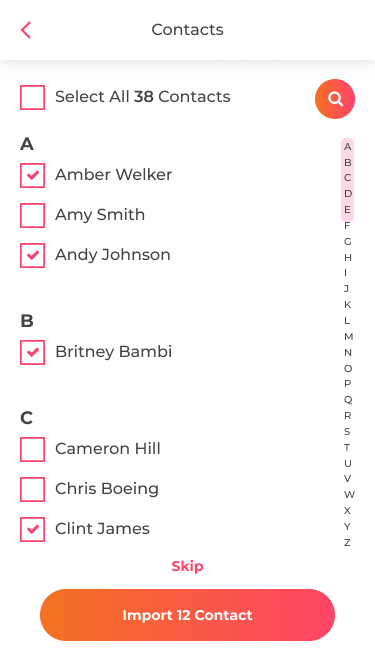 Contacts
Select All 38 Contacts
A
Amber Welker
Amy Smith
Andy Johnson
B
Britney Bambi
C
Cameron Hill
Chris Boeing
Clint James
A
B
C
D
E
F
G
H
I
J
K
L
M
N
O
P
Q
R
S
T
U
V
W
X
Y
Z
Skip
Import 12 Contact